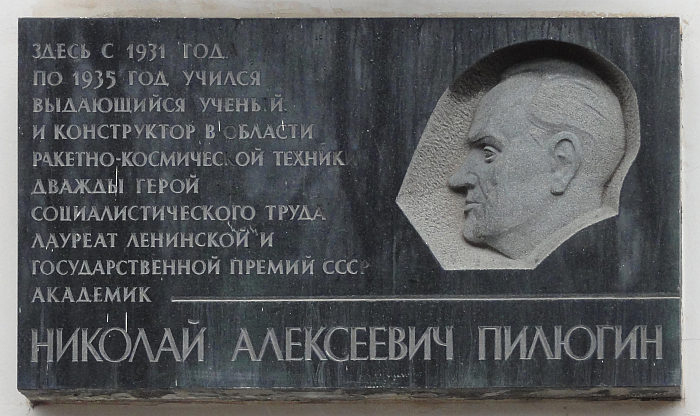 ЗДЕСЬ С 1931 ГОД
ПО 1935 ГОД УЧИЛСЯ
ВЫДАЮЩИЙСЯ УЧЕНЫЙ
И КОНСТРУКТОР В ОБЛАСТИ
РАКЕТНО-КОСМИЧЕСКОЙ ТЕХНИКИ
ДВАЖДЫ ГЕРОЙ
СОЦИАЛИСТИЧЕСКОГО ТРУДА
ЛАУРЕАТ ЛЕНИНСКОЙ И
ГОСУДАРСТВЕННОЙ ПРЕМИЙ СССР
АКАДЕМИК
НИКОЛАЙ АЛЕКСЕЕВИЧ ПИЛЮГИН